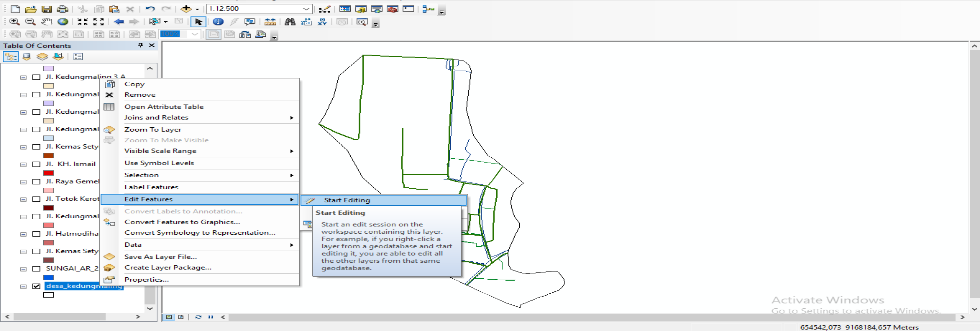 1:12.500
Table Of Contents
Jl. Kedungmaling 3 A
Jl. Kedungmal
Jl. Kedungmal
Jl. Kedungmal
Jl. Kemas Sety
Jl. KH. Ismail
Jl. Raya Gemel
Jl. Totok Kerot
Jl. Kedungmal
Jl. Hatmodiha
Jl. Kemas Sety
SUNGAI_AR_2
desa_kedungmaling
Copy
Remove
Open Attribute Table
Joins and Relates
Zoom To Layer
Zoom To Make Visible
Visible Scale Range
Use Symbol Levels
Selection
Label Features
Edit Features
Convert Labels to Annotation...
Convert Features to Graphics...
Convert Symbology to Representation...
Data
Save As Layer File...
Create Layer Package...
Properties...
Start Editing
Start Editing
Start an edit session on the
workspace containing this layer.
For example, if you right-click a
layer from a geodatabase and start
editing it, you are able to edit all
the other layers from that same
geodatabase.
Activate Windows
Go to Settings to activate Windows.
654542,073 9168184,657 Meters